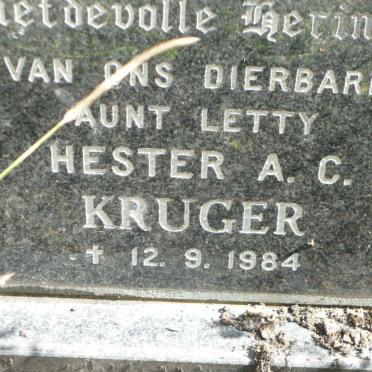 VAN ONS DIERBARE
AUNT LETTY
HESTER A. C.
KRUGER
✝ 12. 9. 1984